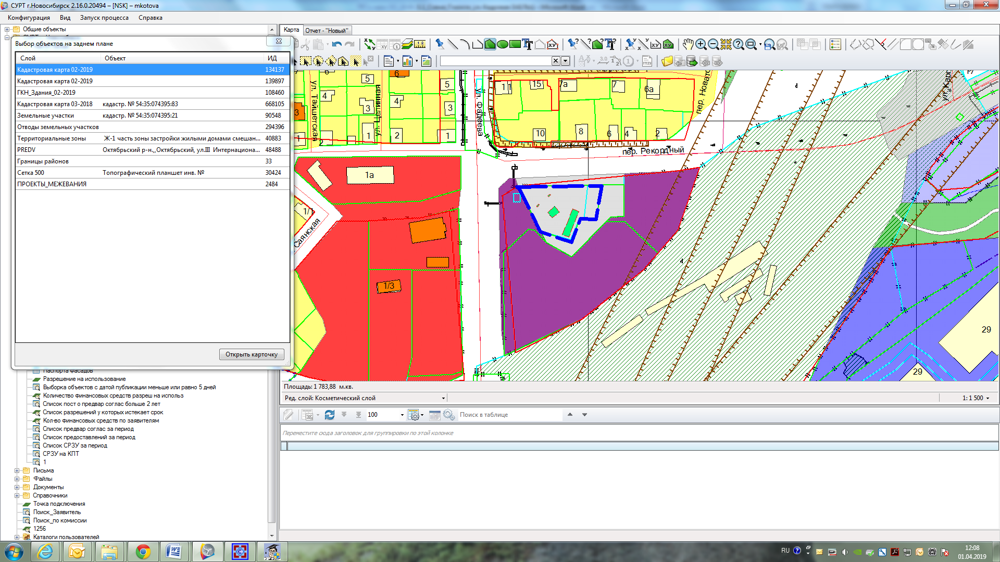 СУРТ г.Новосибирск 2.16.0.20494 – [NSK] – mkotova
Конфигурация Вид Запуск процесса Справка
Общие объекты
Выбор объектов на заднем плане
Слой Объект ИД
Кадастровая карта 02-2019 134137
Кадастровая карта 02-2019 139897
ГКН_Здания_02-2019 108460
Кадастровая карта 03-2018 кадастр. № 54:35:074395:83 668105
Земельные участки кадастр. № 54:35:074395:21 90548
Отводы земельных участков 294396
Территориальные зоны Ж-1 часть зоны застройки жилыми домами смешан... 40883
PREDV Октябрьский р-н,,Октябрьский, ул.III Интернациона... 48488
Границы районов 33
Сетка 500 Топографический планшет инв. № 30424
ПРОЕКТЫ_МЕЖЕВАНИЯ 2484
Открыть карточку
Паспорта фасадов
Разрешение на использование
Выборка объектов с датой публикации меньше или равно 5 дней
Количество финансовых средств разреш на использ
Список пост о предвар соглас больше 2 лет
Список разрешений у которых истекает срок
Кол-во финансовых средств по заявителям
Список предвар соглас за период
Список предоставлений за период
Список СРЗУ за период
СРЗУ на КПТ
1
Письма
Файлы
Документы
Справочники
Точка подключения
Поиск_Заявитель
Поиск_по комиссии
1256
Каталоги пользователей
Карта Отчет - "Новый"
6 5 6 5 11 15 7а 7 6а
4 3 4 3
3 ул. Тайшетская ул. Целинная ул. Фадеева пер. Новато ул.Кар
1 2 1 2 1 10 8 6 4 2
пер. Рекордный
1а
1/1
Саянская
1/3
29
29
Площадь: 1 783,88 м.кв.
Ред. слой: Косметический слой 1: 1 500
100 Поиск в таблице
Переместите сюда заголовок для группировки по этой колонке
RU
12:08
01.04.2019